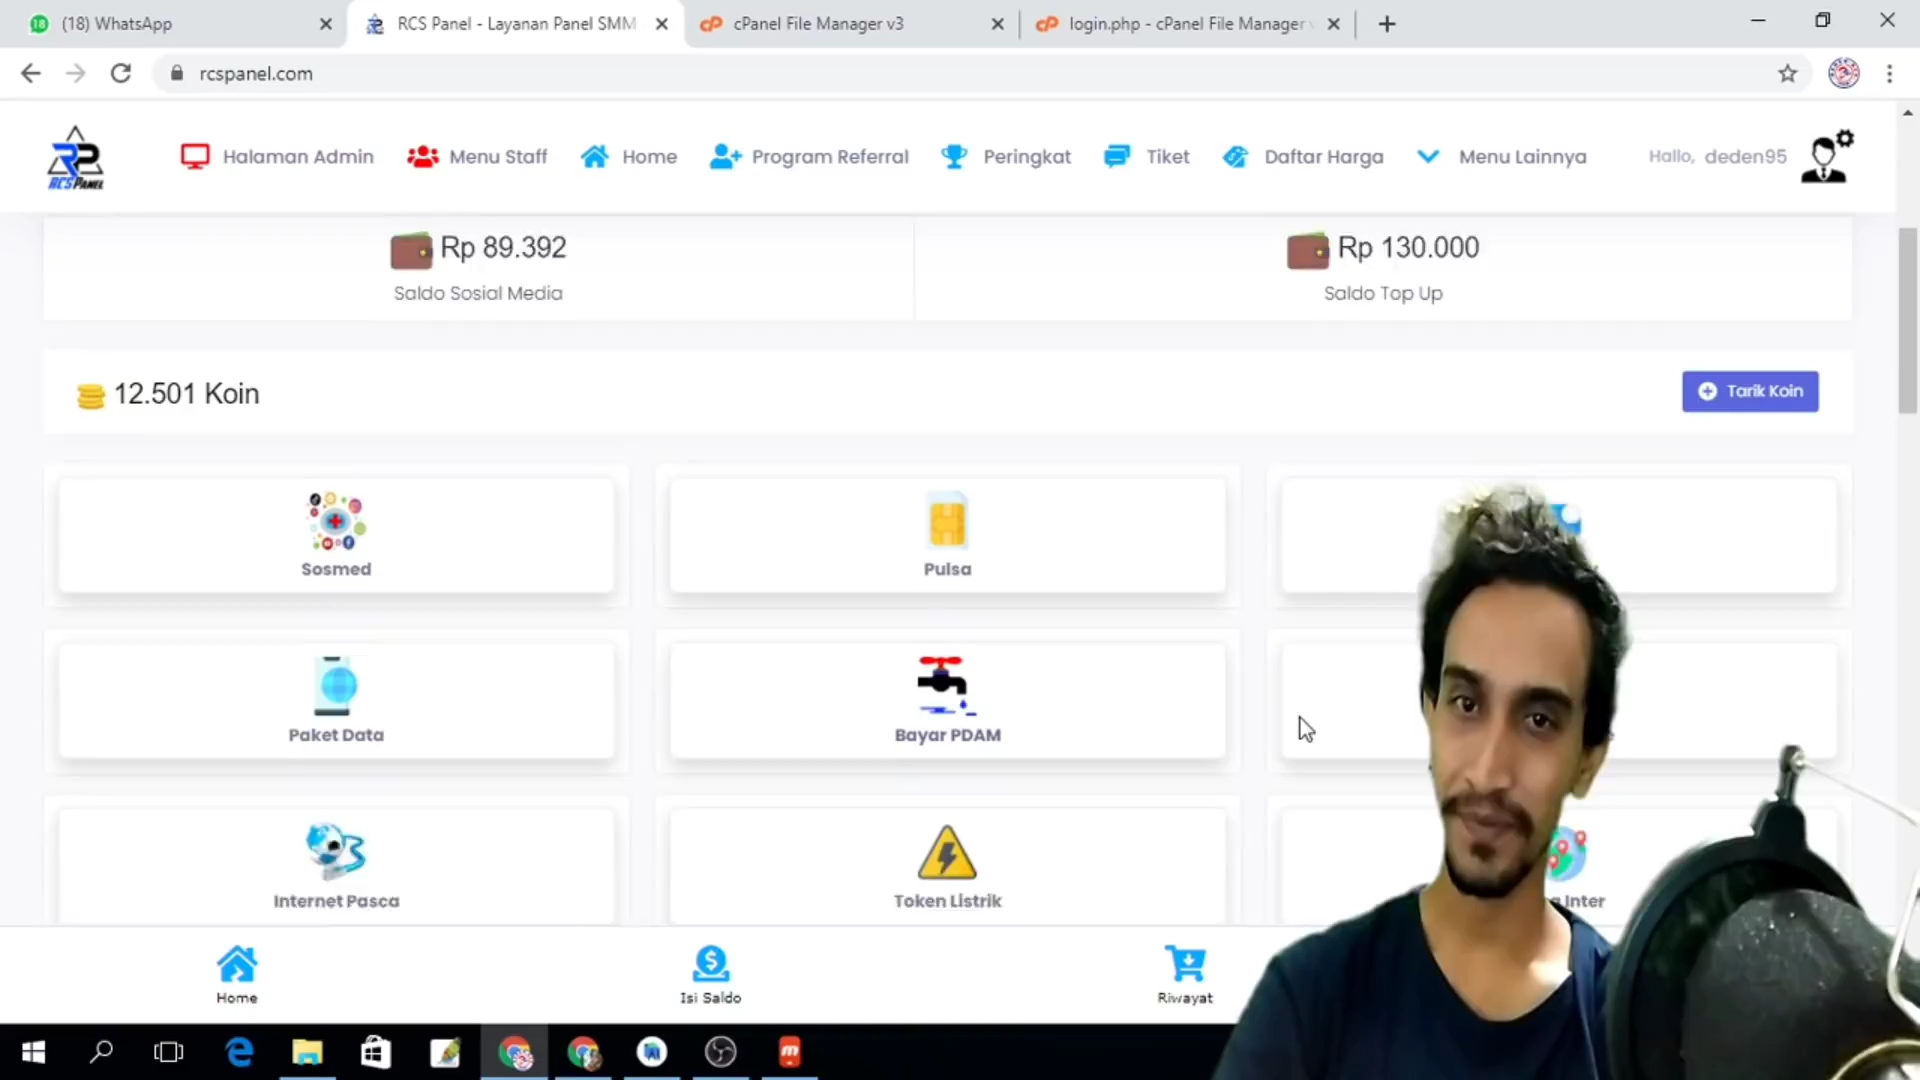 (18) WhatsApp
RCS Panel - Layanan Panel SMM
cPanel File Manager v3
login.php - cPanel File Manager
rcspanel.com
RCS PANEL
Halaman Admin
Menu Staff
Home
Program Referral
Peringkat
Tiket
Daftar Harga
Menu Lainnya
Hallo, deden95
Rp 89.392
Saldo Sosial Media
Rp 130.000
Saldo Top Up
12.501 Koin
Tarik Koin
Sosmed
Pulsa
Paket Data
Bayar PDAM
Internet Pasca
Token Listrik
Inter
Home
Isi Saldo
Riwayat